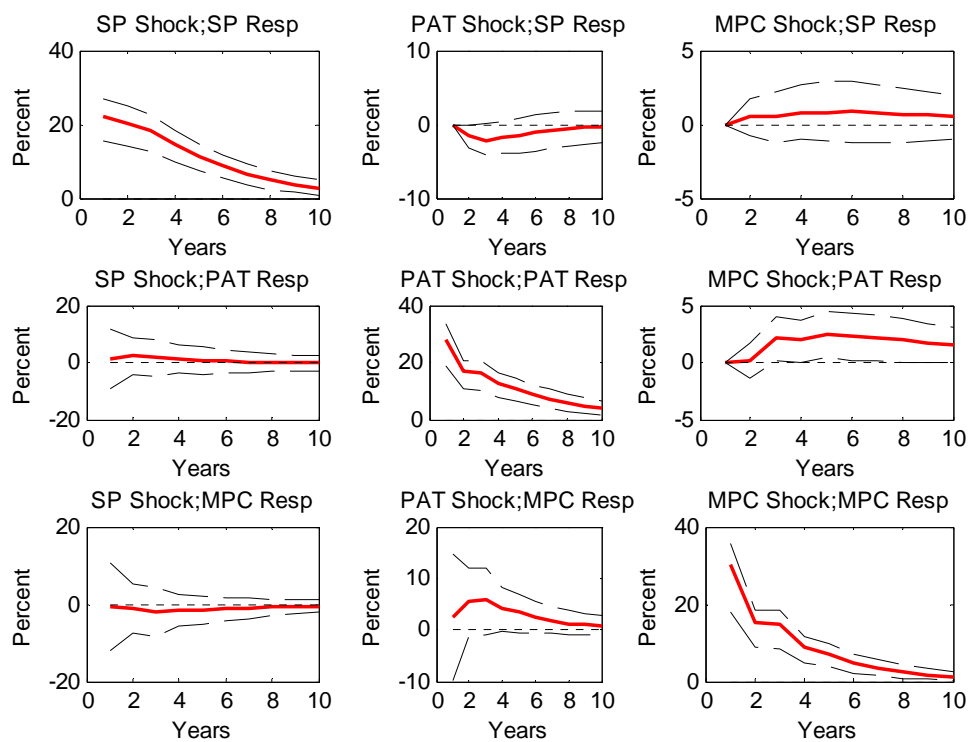 SP Shock;SP Resp
PAT Shock;SP Resp
MPC Shock;SP Resp
40
20
0
Percent
0 2 4 6 8 10
Years
10
0
-10
Percent
0 2 4 6 8 10
Years
5
0
-5
Percent
0 2 4 6 8 10
Years
SP Shock;PAT Resp
PAT Shock;PAT Resp
MPC Shock;PAT Resp
20
0
-20
Percent
0 2 4 6 8 10
Years
40
20
0
Percent
0 2 4 6 8 10
Years
5
0
5
Percent
0 2 4 6 8 10
Years
SP Shock;MPC Resp
PAT Shock;MPC Resp
MPC Shock;MPC Resp
20
0
-20
Percent
0 2 4 6 8 10
Years
20
10
0
-10
Percent
0 2 4 6 8 10
Years
40
20
0
Percent
0 2 4 6 8 10
Years